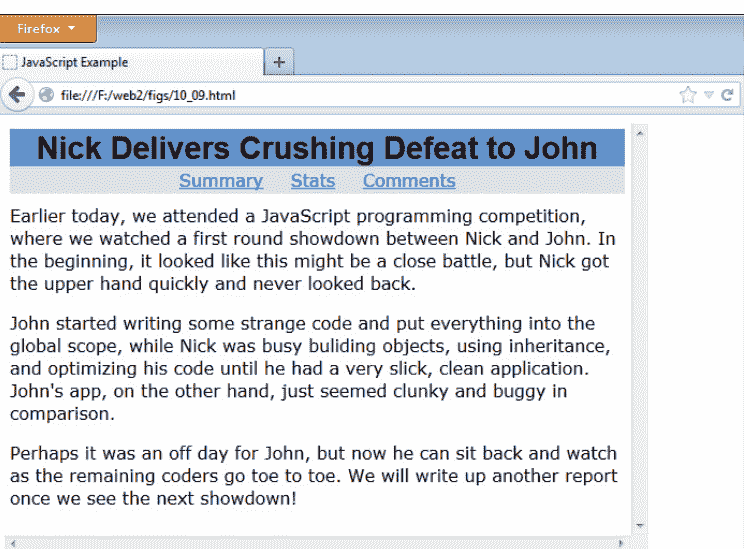 Firefox
JavaScript Example
file:///F:/web2/figs/10_09.html
Nick Delivers Crushing Defeat to John
Summary Stats Comments
Earlier today, we attended a JavaScript programming competition,
where we watched a first round showdown between Nick and John. In
the beginning, it looked like this might be a close battle, but Nick got
the upper hand quickly and never looked back.
John started writing some strange code and put everything into the
global scope, while Nick was busy buliding objects, using inheritance,
and optimizing his code until he had a very slick, clean application.
John's app, on the other hand, just seemed clunky and buggy in
comparison.
Perhaps it was an off day for John, but now he can sit back and watch
as the remaining coders go toe to toe. We will write up another report
once we see the next showdown!